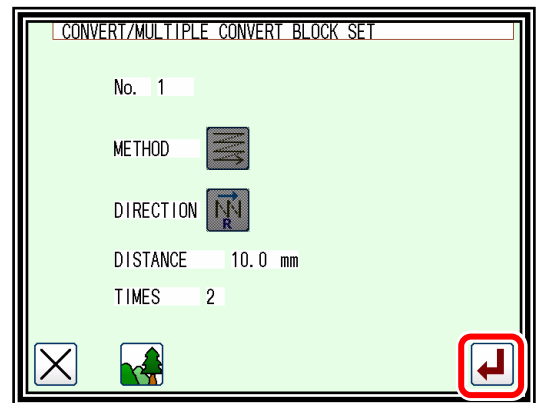 CONVERT/MULTIPLE CONVERT BLOCK SET
No. 1
METHOD
DIRECTION R
DISTANCE 10.0 mm
TIMES 2